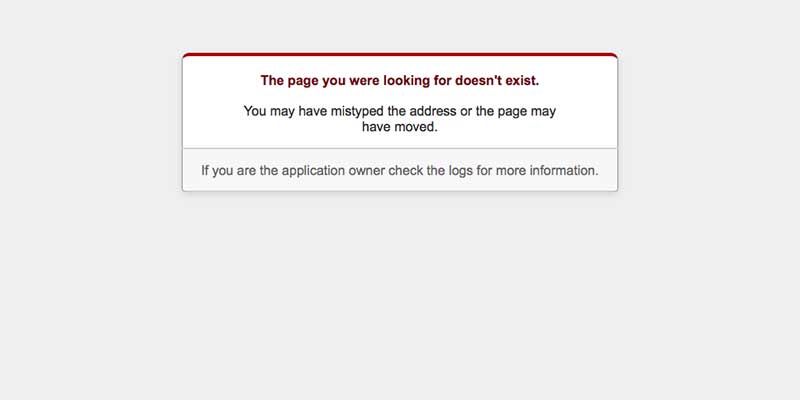 The page you were looking for doesn't exist.
You may have mistyped the address or the page may
have moved.
If you are the application owner check the logs for more information.